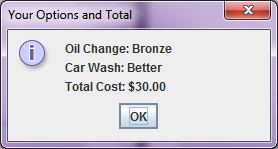 Your Options and Total
Oil Change: Bronze
Car Wash: Better
Total Cost: $30.00
OK